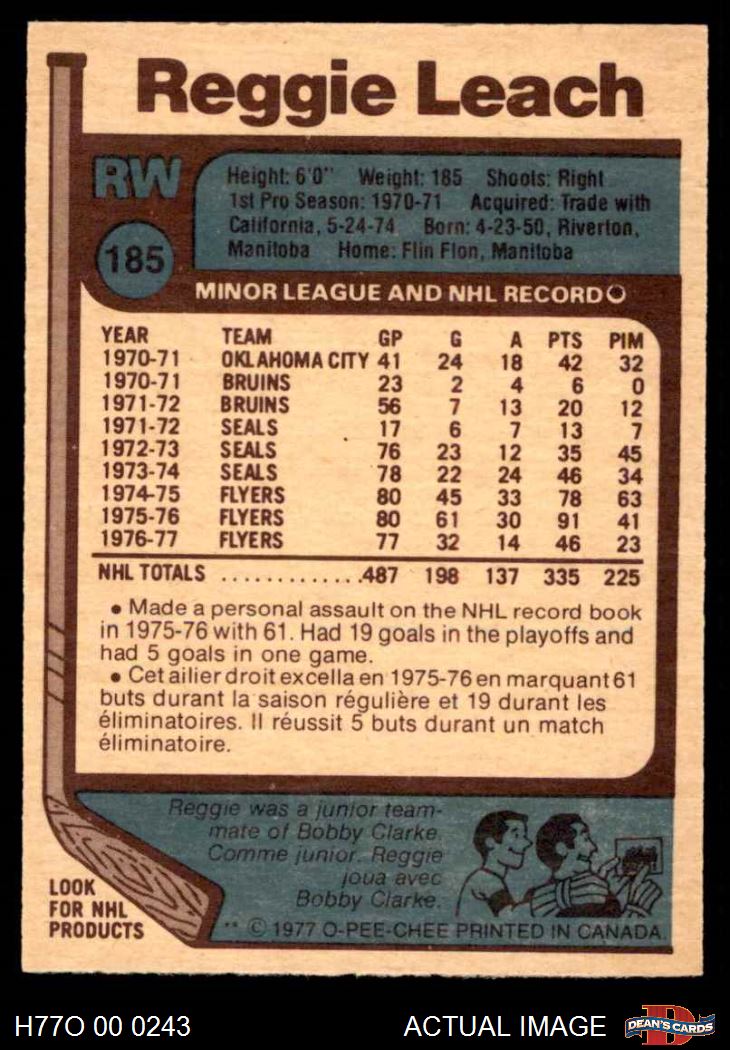 Reggie Leach
RW
185
Height: 6'0" Weight: 185 Shoots: Right
1st Pro Season: 1970-71 Acquired: Trade with
California, 5-24-74 Born: 4-23-50, Riverton,
Manitoba Home: Flin Flon, Manitoba
MINOR LEAGUE AND NHL RECORD
YEAR TEAM GP G A PTS PIM
1970-71 OKLAHOMA CITY 41 24 18 42 32
1970-71 BRUINS 23 2 4 6 0
1971-72 BRUINS 56 7 13 20 12
1971-72 SEALS 17 6 7 13 7
1972-73 SEALS 76 23 12 35 45
1973-74 SEALS 78 22 24 46 34
1974-75 FLYERS 80 45 33 78 63
1975-76 FLYERS 80 61 30 91 41
1976-77 FLYERS 77 32 14 46 23
NHL TOTALS .............487 198 137 335 225
• Made a personal assault on the NHL record book
in 1975-76 with 61. Had 19 goals in the playoffs and
had 5 goals in one game.
• Cet ailier droit excella en 1975-76 en marquant 61
buts durant la saison régulière et 19 durant les
éliminatoires. Il réussit 5 buts durant un match
éliminatoire.
Reggie was a junior team-
mate of Bobby Clarke.
Comme junior, Reggie
joua avec
Bobby Clarke.
LOOK
FOR NHL
PRODUCTS
** © 1977 O-PEE-CHEE PRINTED IN CANADA.
H77O 00 0243
ACTUAL IMAGE
D
DEAN'S CARDS